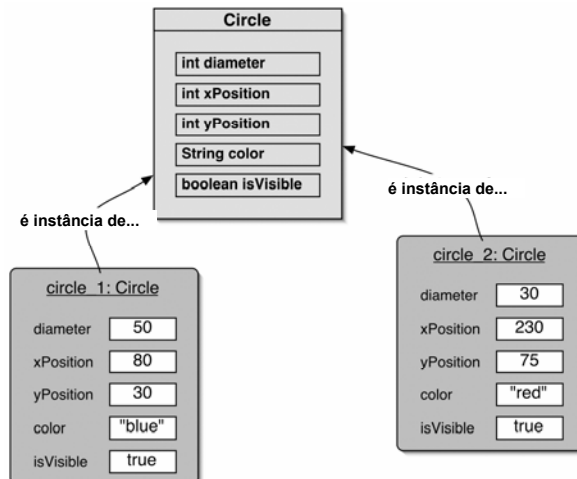 Circle
int diameter
int xPosition
int yPosition
String color
boolean isVisible
é instância de...
é instância de...
circle_1: Circle
diameter 50
xPosition 80
yPosition 30
color "blue"
isVisible true
circle_2: Circle
diameter 30
xPosition 230
yPosition 75
color "red"
isVisible true